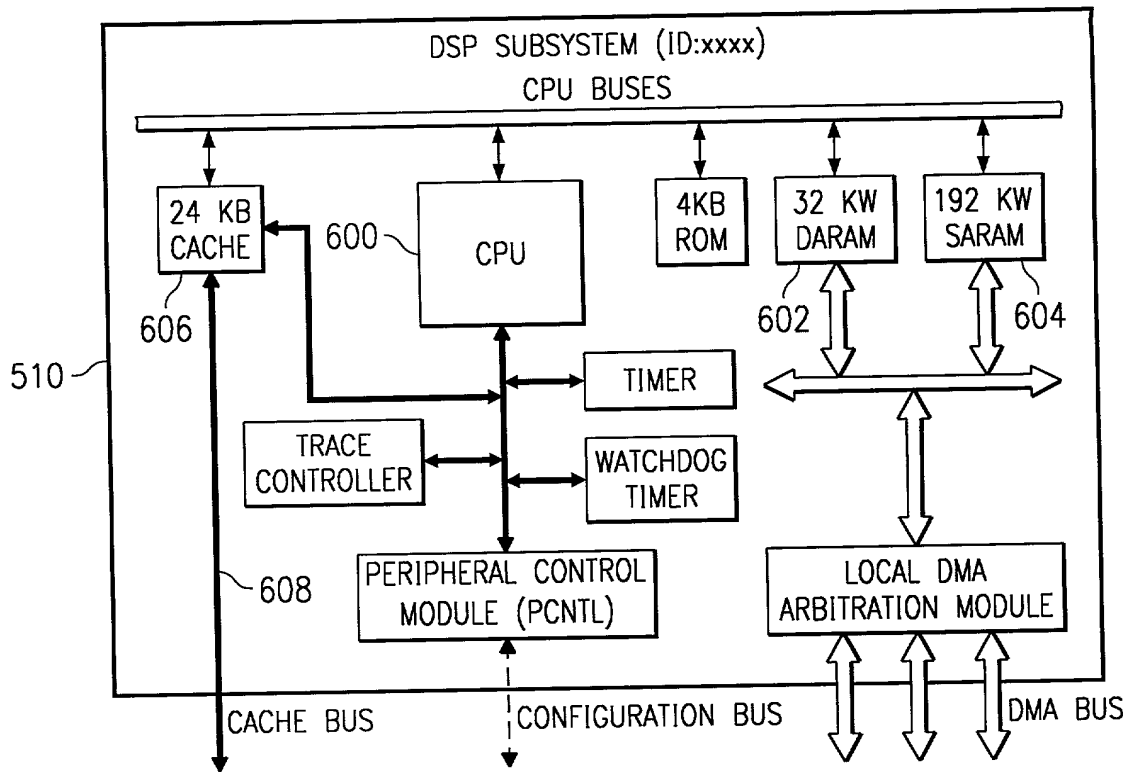 DSP SUBSYSTEM (ID:xxxx)
CPU BUSES
24 KB
CACHE
606
600
CPU
4KB
ROM
32 KW
DARAM
602
192 KW
SARAM
604
510
TIMER
TRACE
CONTROLLER
WATCHDOG
TIMER
608
PERIPHERAL CONTROL
MODULE (PCNTL)
LOCAL DMA
ARBITRATION MODULE
CACHE BUS
CONFIGURATION BUS
DMA BUS